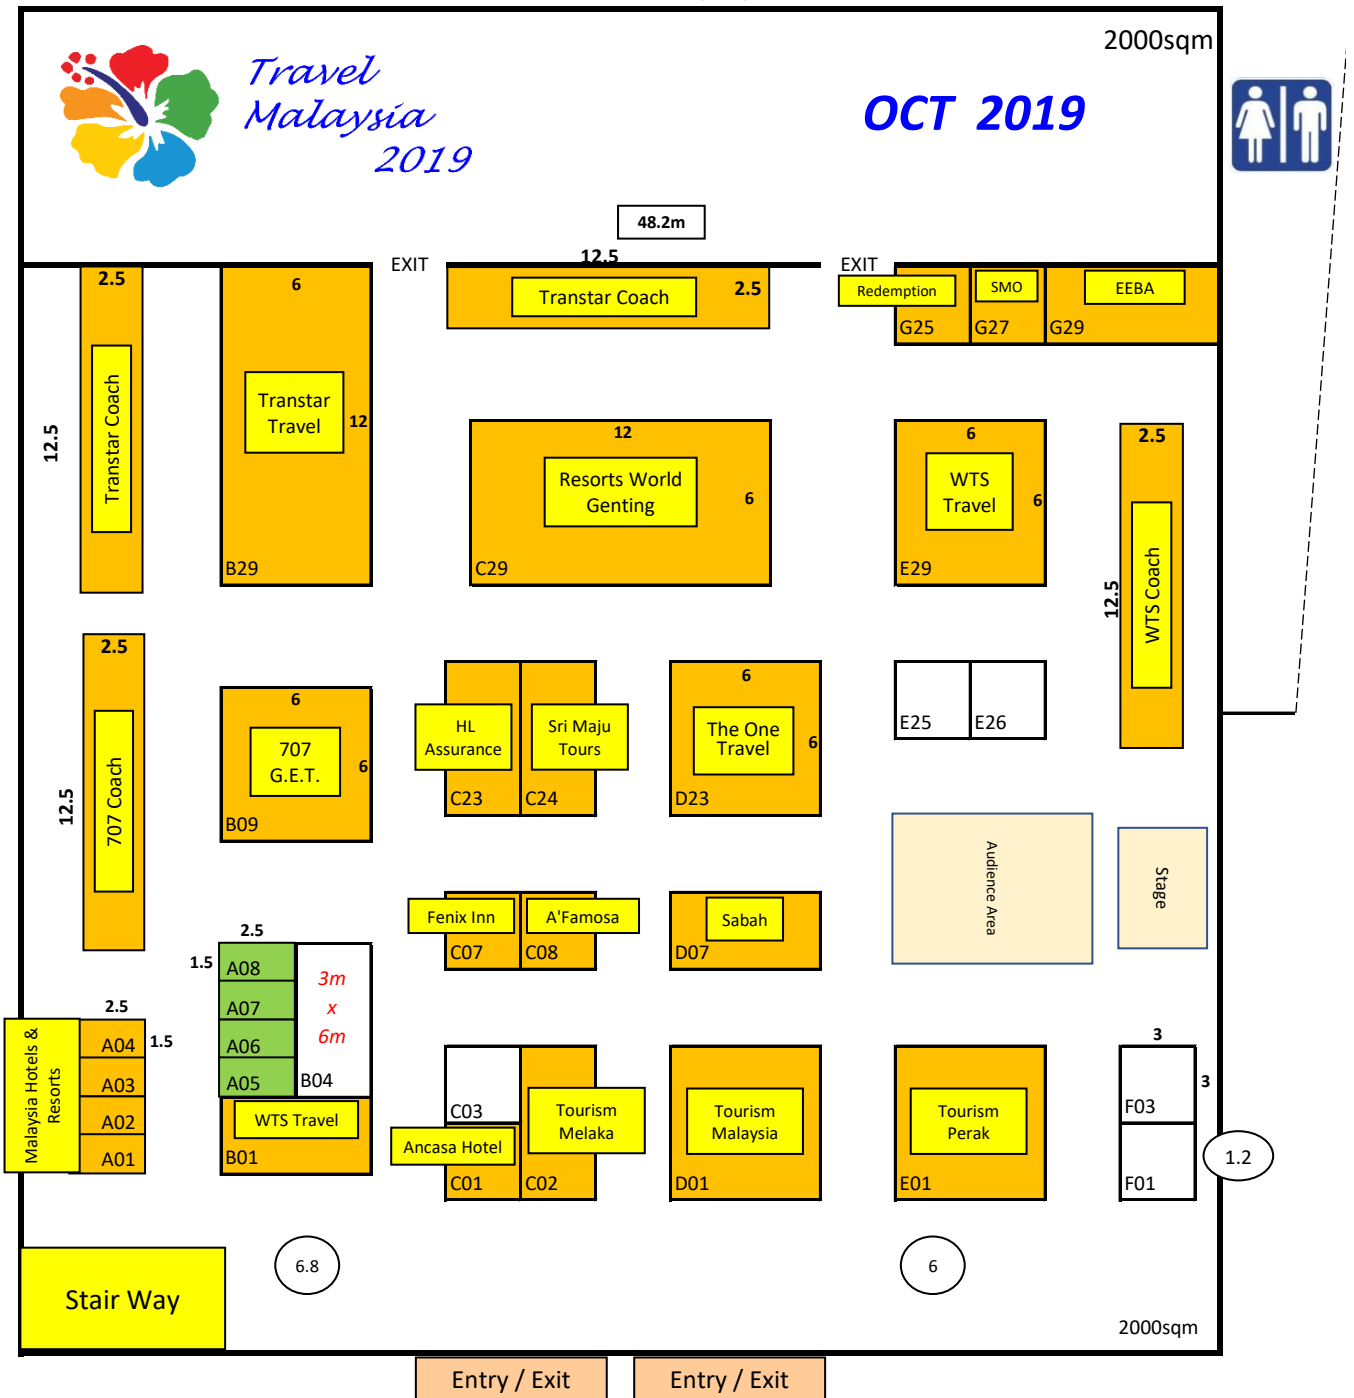 2000sqm
Travel
Malaysia
2019
OCT 2019
48.2m
EXIT
12.5
EXIT
2.5
6
Transtar Coach
2.5
Redemption
SMO
EEBA
G25
G27
G29
Transtar Coach
12.5
Transtar
Travel
12
B29
12
Resorts World
Genting
6
C29
6
WTS
Travel
6
E29
2.5
WTS Coach
12.5
2.5
707 Coach
12.5
6
707
G.E.T.
6
B09
HL
Assurance
C23
Sri Maju
Tours
C24
6
The One
Travel
6
D23
E25
E26
Audience Area
Stage
Fenix Inn
C07
A'Famosa
C08
Sabah
D07
2.5
1.5
A08
A07
A06
A05
3m
x
6m
B04
WTS Travel
B01
2.5
1.5
Malaysia Hotels &
Resorts
A04
A03
A02
A01
C03
Ancasa Hotel
C01
Tourism
Melaka
C02
Tourism
Malaysia
D01
Tourism
Perak
E01
3
3
F03
F01
1.2
6.8
6
Stair Way
2000sqm
Entry / Exit
Entry / Exit